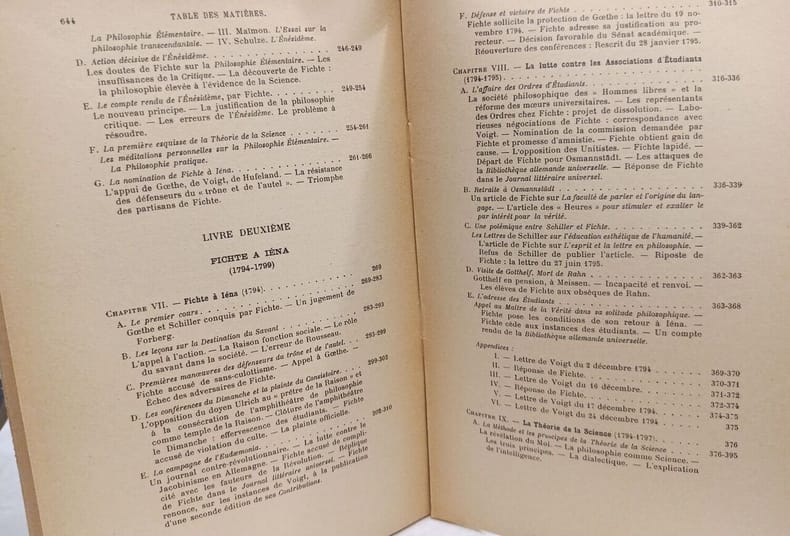 644
TABLE DES MATIÈRES.
La Philosophie Élémentaire. — III. Maïmon. L'Essai sur la
philosophie transcendantale. — IV. Schulze. L'Énésidème.
D. Action décisive de l'Énésidème. 246-249
Les doutes de Fichte sur la Philosophie Élémentaire. — Les
insuffisances de la Critique. — La découverte de Fichte :
la philosophie élevée à l'évidence de la Science.
E. Le compte rendu de l'Énésidème, par Fichte. 249-254
Le nouveau principe. — La justification de la philosophie
critique. — Les erreurs de l'Énésidème. Le problème à
résoudre.
F. La première esquisse de la Théorie de la Science 254-261
Les méditations personnelles sur la Philosophie Élémentaire. —
La Philosophie pratique.
G. La nomination de Fichte à Iéna. 261-266
L'appui de Gœthe, de Voigt, de Hufeland. — La résistance
des défenseurs du « trône et de l'autel ». — Triomphe
des partisans de Fichte.
LIVRE DEUXIÈME
FICHTE A IÉNA
(1794-1799)
CHAPITRE VII. — Fichte à Iéna (1794). 269
A. Le premier cours. 269-283
Gœthe et Schiller conquis par Fichte. — Un jugement de
Forberg.
B. Les leçons sur la Destination du Savant 283-293
L'appel à l'action. — La Raison fonction sociale. — Le rôle
du savant dans la société. — L'erreur de Rousseau.
C. Premières manœuvres des défenseurs du trône et de l'autel. 293-299
Fichte accusé de sans-culottisme. — Appel à Gœthe. —
Échec des adversaires de Fichte.
D. Les conférences du Dimanche et la plainte du Consistoire. 299-302
L'opposition du doyen Ulrich au « prêtre de la Raison » et
à la consécration de l'amphithéâtre de philosophie
comme temple de la Raison. — Clôture de l'amphithéâtre
le Dimanche : effervescence des étudiants. — Fichte
accusé de violation du culte. — La plainte officielle.
E. La campagne de l'Eudemonia. 302-310
Un journal contre-révolutionnaire. — La lutte contre le
Jacobinisme en Allemagne. — Fichte accusé de compli-
cité avec les fauteurs de la Révolution. — Réplique
de Fichte dans le Journal littéraire universel. — Fichte
renonce, sur les instances de Voigt, à la publication
d'une seconde édition de ses Contributions.
F. Défense et victoire de Fichte 310-315
Fichte sollicite la protection de Gœthe : la lettre du 19 no-
vembre 1794. — Fichte adresse sa justification au pro-
tecteur. — Décision favorable du Sénat académique. —
Réouverture des conférences : Rescrit du 28 janvier 1795.
CHAPITRE VIII. — La lutte contre les Associations d'Étudiants
(1794-1795). 316-336
A. L'affaire des Ordres d'Étudiants.
La société philosophique des « Hommes libres » et la
réforme des mœurs universitaires. — Les représentants
des Ordres chez Fichte : projet de dissolution. — Labo-
rieuses négociations de Fichte : correspondance avec
Voigt. — Nomination de la commission demandée par
Fichte et promesse d'amnistie. — Fichte obtient gain de
cause. — L'opposition des Unitistes. — Fichte lapidé. —
Départ de Fichte pour Osmannstädt. — Les attaques de
la Bibliothèque allemande universelle. — Réponse de Fichte
dans le Journal littéraire universel.
B. Retraite à Osmannstädt 336-339
Un article de Fichte sur La faculté de parler et l'origine du lan-
gage. — L'article des « Heures » pour stimuler et exalter le
pur intérêt pour la vérité.
C. Une polémique entre Schiller et Fichte. 339-362
Les Lettres de Schiller sur l'éducation esthétique de l'humanité. —
L'article de Fichte sur L'esprit et la lettre en philosophie. —
Refus de Schiller de publier l'article. — Riposte de
Fichte : la lettre du 27 juin 1795.
D. Visite de Gotthelf. Mort de Rahn 362-363
Gotthelf en pension, à Meissen. — Incapacité et renvoi. —
Les élèves de Fichte aux obsèques de Rahn.
E. L'adresse des Étudiants 363-368
Appel au Maître de la Vérité dans sa solitude philosophique. —
Fichte pose les conditions de son retour à Iéna. —
Fichte cède aux instances des étudiants. — Un compte
rendu de la Bibliothèque allemande universelle.
Appendices :
I. — Lettre de Voigt du 2 décembre 1794 369-370
II. — Réponse de Fichte. 370-371
III. — Lettre de Voigt du 16 décembre. 371-372
IV. — Réponse de Fichte. 372-374
V. — Lettre de Voigt du 17 décembre 1794. 374-375
VI. — Lettre de Voigt du 24 décembre 1794 375
CHAPITRE IX. — La Théorie de la Science (1794-1797). 376
A. La Méthode et les principes de la Théorie de la Science 376-395
La révélation du Moi. — La philosophie comme Science. —
Les trois principes. — La dialectique. — L'explication
de l'intelligence.